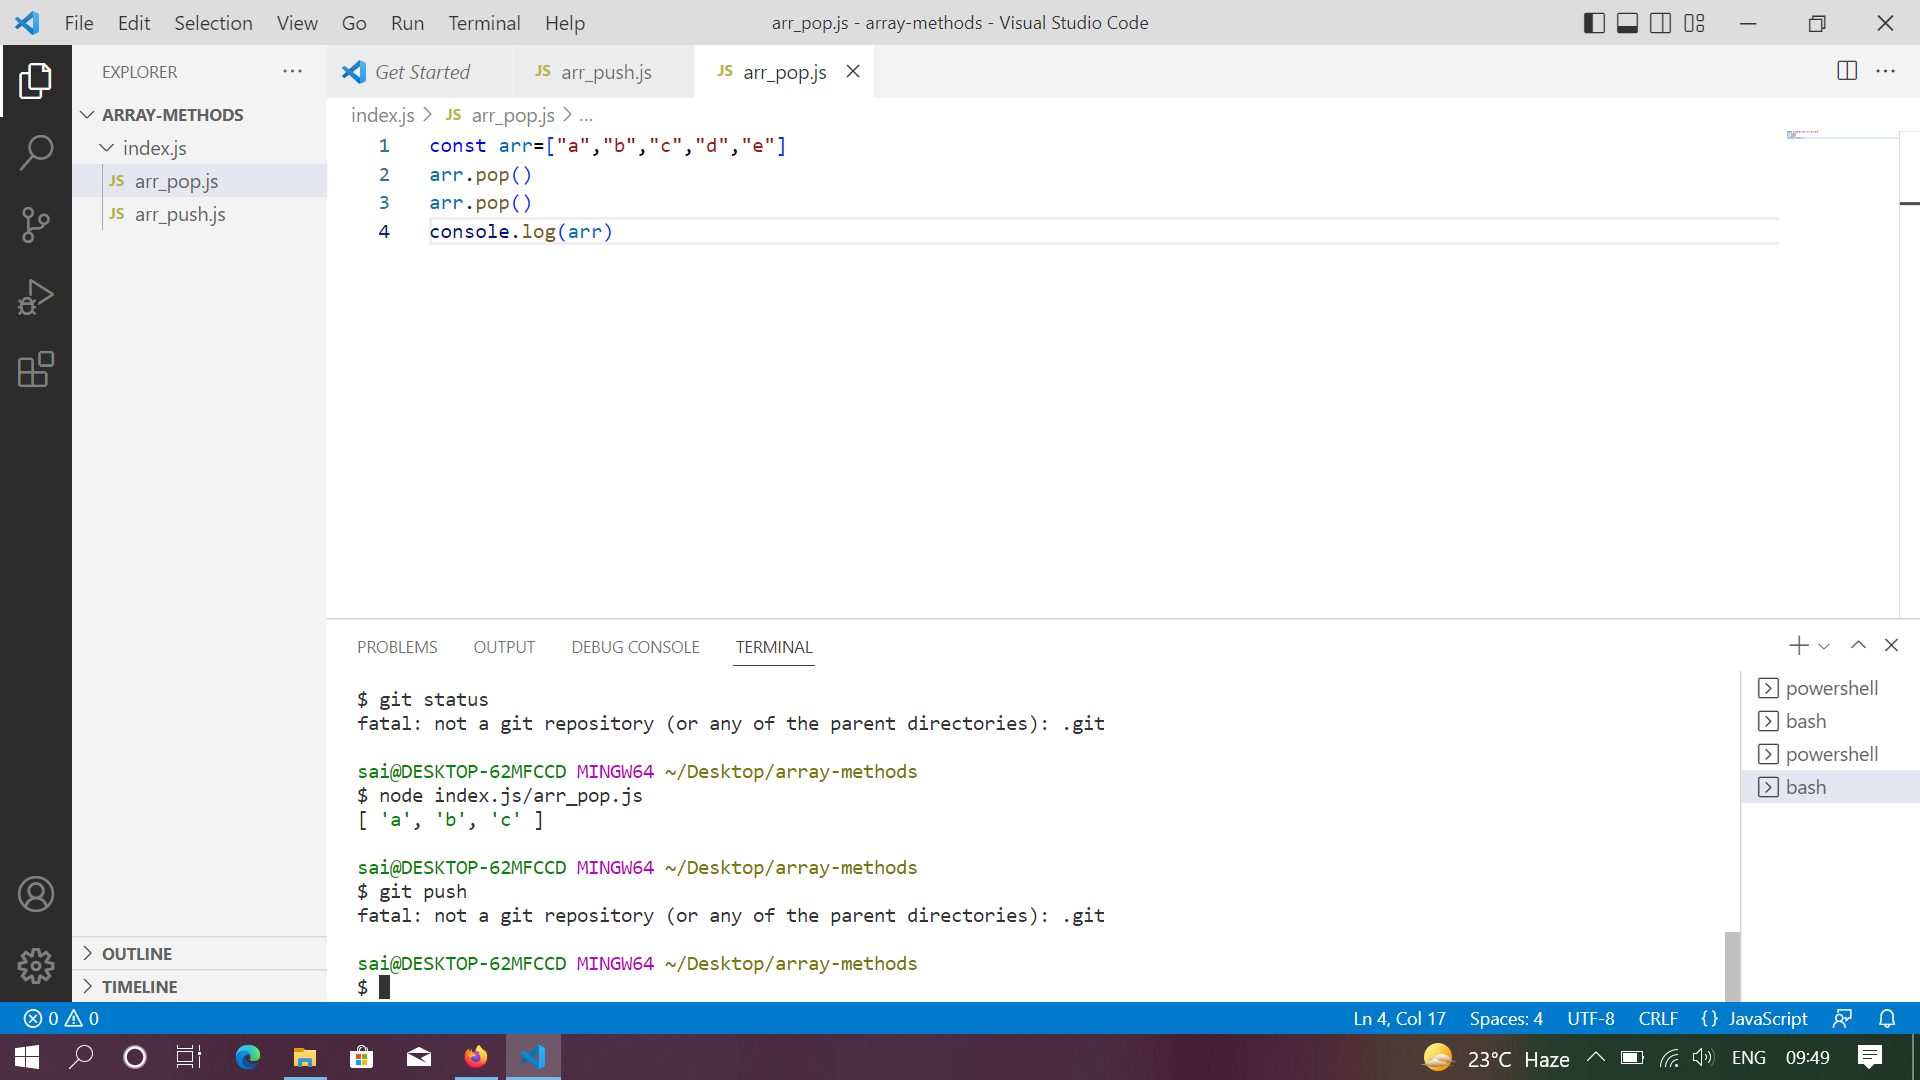 File Edit Selection View Go Run Terminal Help
arr_pop.js - array-methods - Visual Studio Code
EXPLORER
ARRAY-METHODS
index.js
JS arr_pop.js
JS arr_push.js
OUTLINE
TIMELINE
Get Started JS arr_push.js JS arr_pop.js
index.js > JS arr_pop.js > ...
1 const arr=["a","b","c","d","e"]
2 arr.pop()
3 arr.pop()
4 console.log(arr)
PROBLEMS OUTPUT DEBUG CONSOLE TERMINAL
$ git status
fatal: not a git repository (or any of the parent directories): .git
sai@DESKTOP-62MFCCD MINGW64 ~/Desktop/array-methods
$ node index.js/arr_pop.js
[ 'a', 'b', 'c' ]
sai@DESKTOP-62MFCCD MINGW64 ~/Desktop/array-methods
$ git push
fatal: not a git repository (or any of the parent directories): .git
sai@DESKTOP-62MFCCD MINGW64 ~/Desktop/array-methods
$
powershell
bash
powershell
bash
0 0
Ln 4, Col 17 Spaces: 4 UTF-8 CRLF {} JavaScript
23°C Haze ENG 09:49